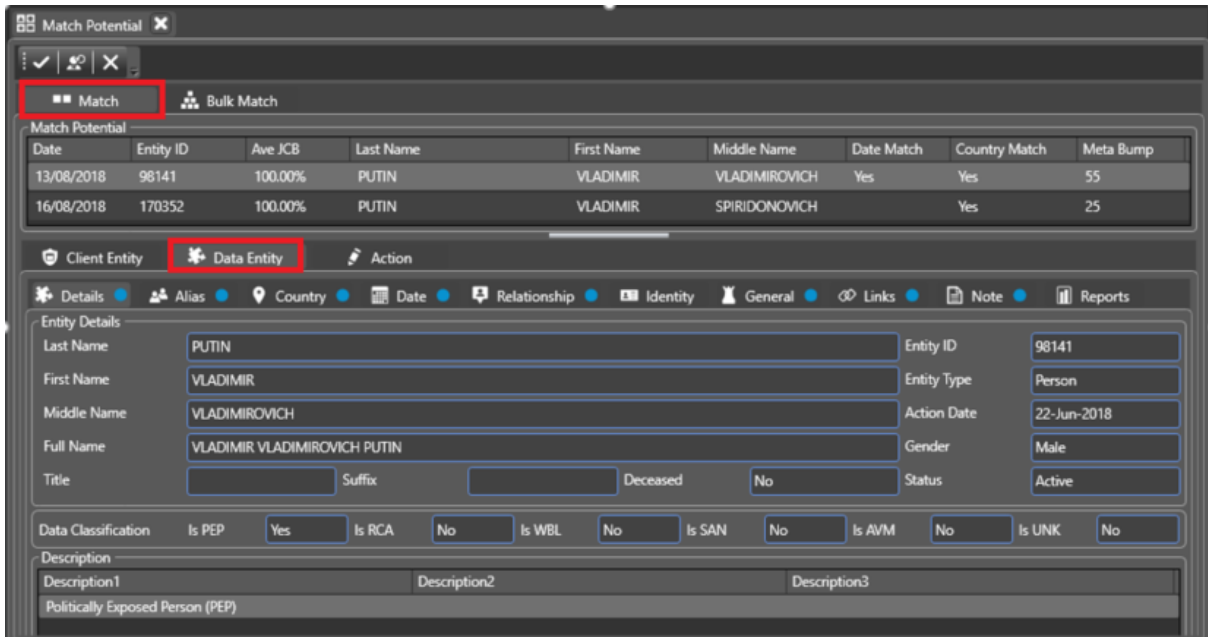 Match Potential
Match Bulk Match
Match Potential
Date Entity ID Ave JCB Last Name First Name Middle Name Date Match Country Match Meta Bump
13/08/2018 98141 100.00% PUTIN VLADIMIR VLADIMIROVICH Yes Yes 55
16/08/2018 170352 100.00% PUTIN VLADIMIR SPIRIDONOVICH Yes 25
Client Entity Data Entity Action
Details Alias Country Date Relationship Identity General Links Note Reports
Entity Details
Last Name PUTIN Entity ID 98141
First Name VLADIMIR Entity Type Person
Middle Name VLADIMIROVICH Action Date 22-Jun-2018
Full Name VLADIMIR VLADIMIROVICH PUTIN Gender Male
Title Suffix Deceased No Status Active
Data Classification Is PEP Yes Is RCA No Is WBL No Is SAN No Is AVM No Is UNK No
Description
Description1 Description2 Description3
Politically Exposed Person (PEP)